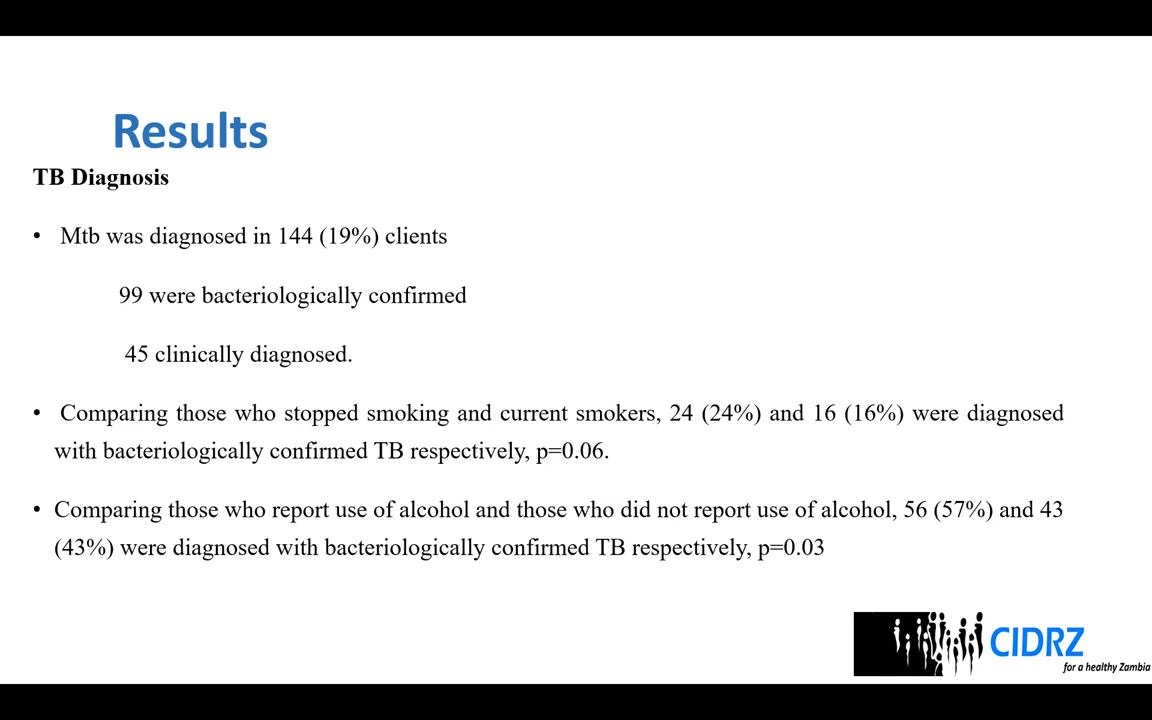 Results
TB Diagnosis
• Mtb was diagnosed in 144 (19%) clients
99 were bacteriologically confirmed
45 clinically diagnosed.
• Comparing those who stopped smoking and current smokers, 24 (24%) and 16 (16%) were diagnosed
with bacteriologically confirmed TB respectively, p=0.06.
• Comparing those who report use of alcohol and those who did not report use of alcohol, 56 (57%) and 43
(43%) were diagnosed with bacteriologically confirmed TB respectively, p=0.03
CIDRZ
for a healthy Zambia